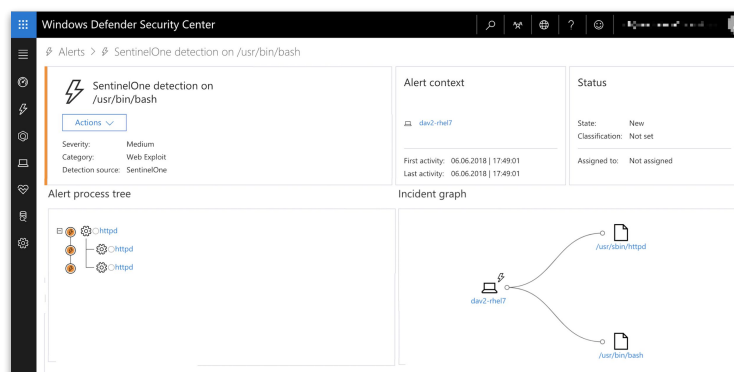 Windows Defender Security Center
?
Alerts > SentinelOne detection on /usr/bin/bash
SentinelOne detection on
/usr/bin/bash
Actions
Severity: Medium
Category: Web Exploit
Detection source: SentinelOne
Alert context
dav2-rhel7
First activity: 06.06.2018 | 17:49:01
Last activity: 06.06.2018 | 17:49:01
Status
State: New
Classification: Not set
Assigned to: Not assigned
Alert process tree
httpd
httpd
httpd
Incident graph
/usr/sbin/httpd
dav2-rhel7
/usr/bin/bash